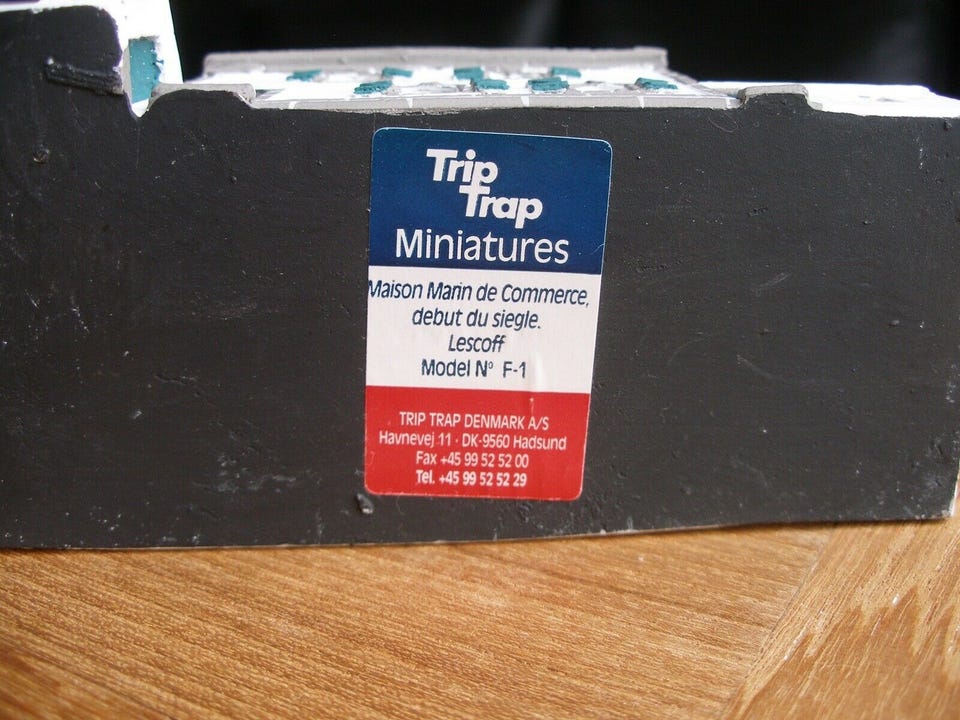 Trip
Trap
Miniatures
Maison Marin de Commerce,
debut du siegle.
Lescoff
Model Nº F-1
TRIP TRAP DENMARK A/S
Havnevej 11 · DK-9560 Hadsund
Fax +45 99 52 52 00
Tel. +45 99 52 52 29